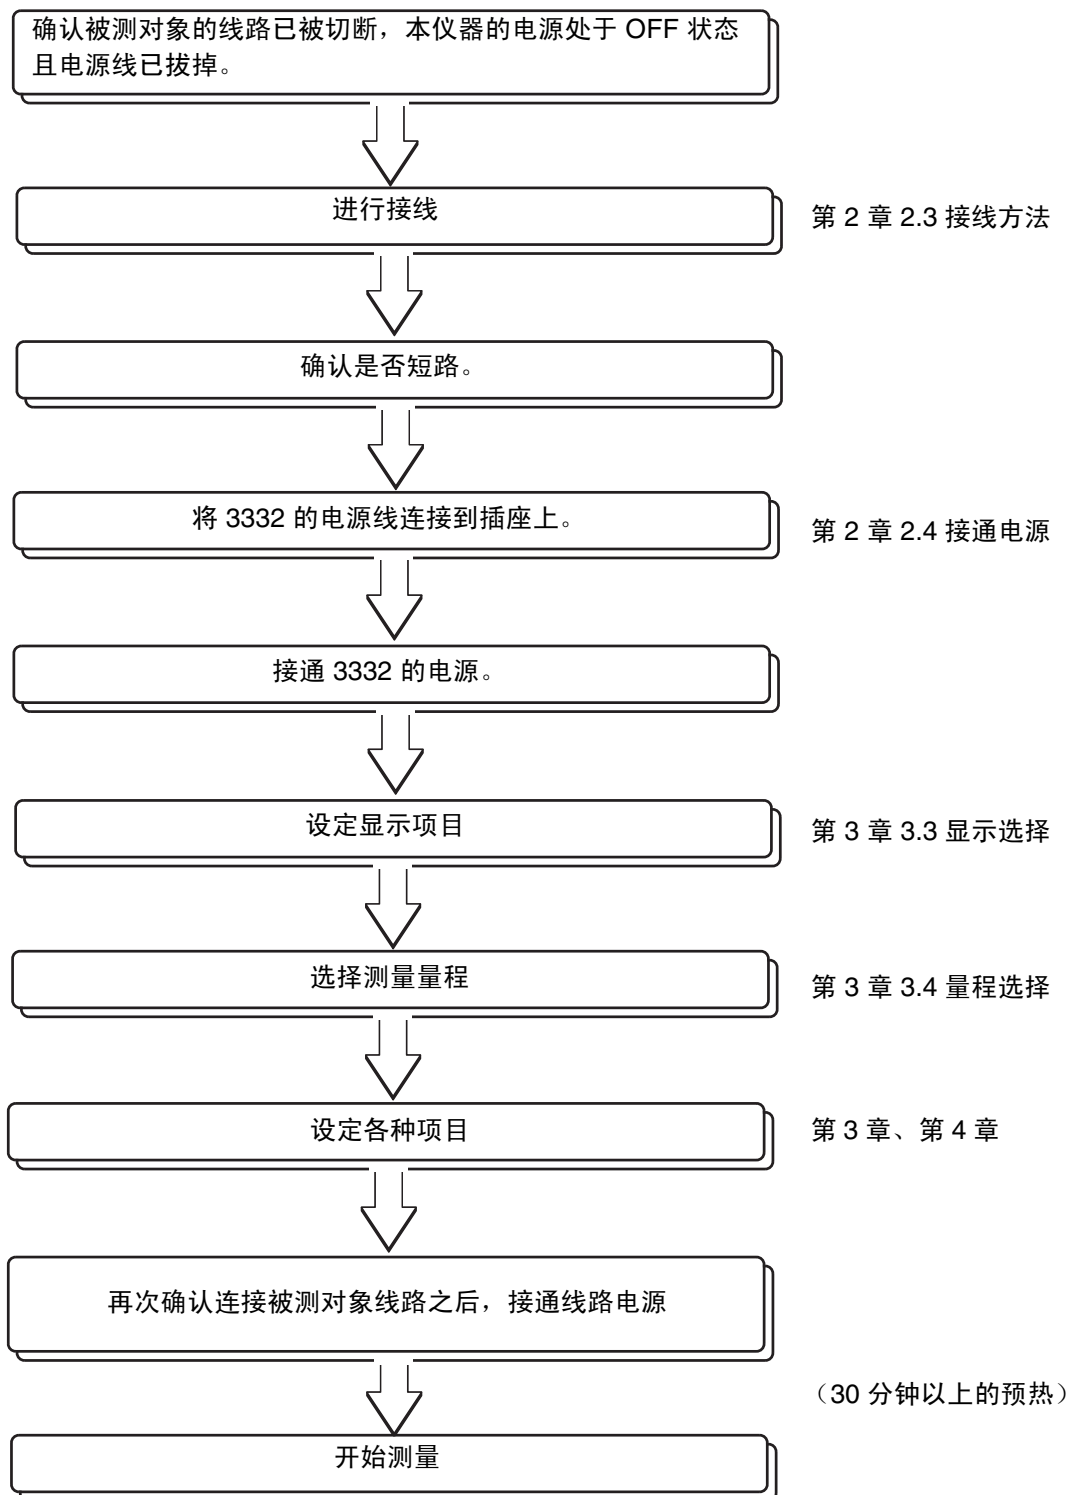 确认被测对象的线路已被切断，本仪器的电源处于 OFF 状态
且电源线已拔掉。
进行接线
第 2 章 2.3 接线方法
确认是否短路。
将 3332 的电源线连接到插座上。
第 2 章 2.4 接通电源
接通 3332 的电源。
设定显示项目
第 3 章 3.3 显示选择
选择测量量程
第 3 章 3.4 量程选择
设定各种项目
第 3 章、第 4 章
再次确认连接被测对象线路之后，接通线路电源
（30 分钟以上的预热）
开始测量